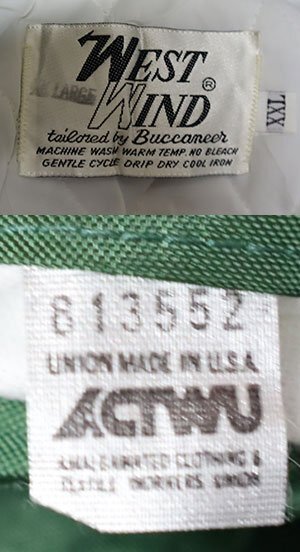 WEST
WIND ®
X LARGE
XXLT
tailored by Buccaneer
MACHINE WASH WARM TEMP. NO BLEACH
GENTLE CYCLE DRIP DRY COOL IRON
613552
UNION MADE IN U.S.A.
ACTWU
AMALGAMATED CLOTHING &
TEXTILE WORKERS UNION